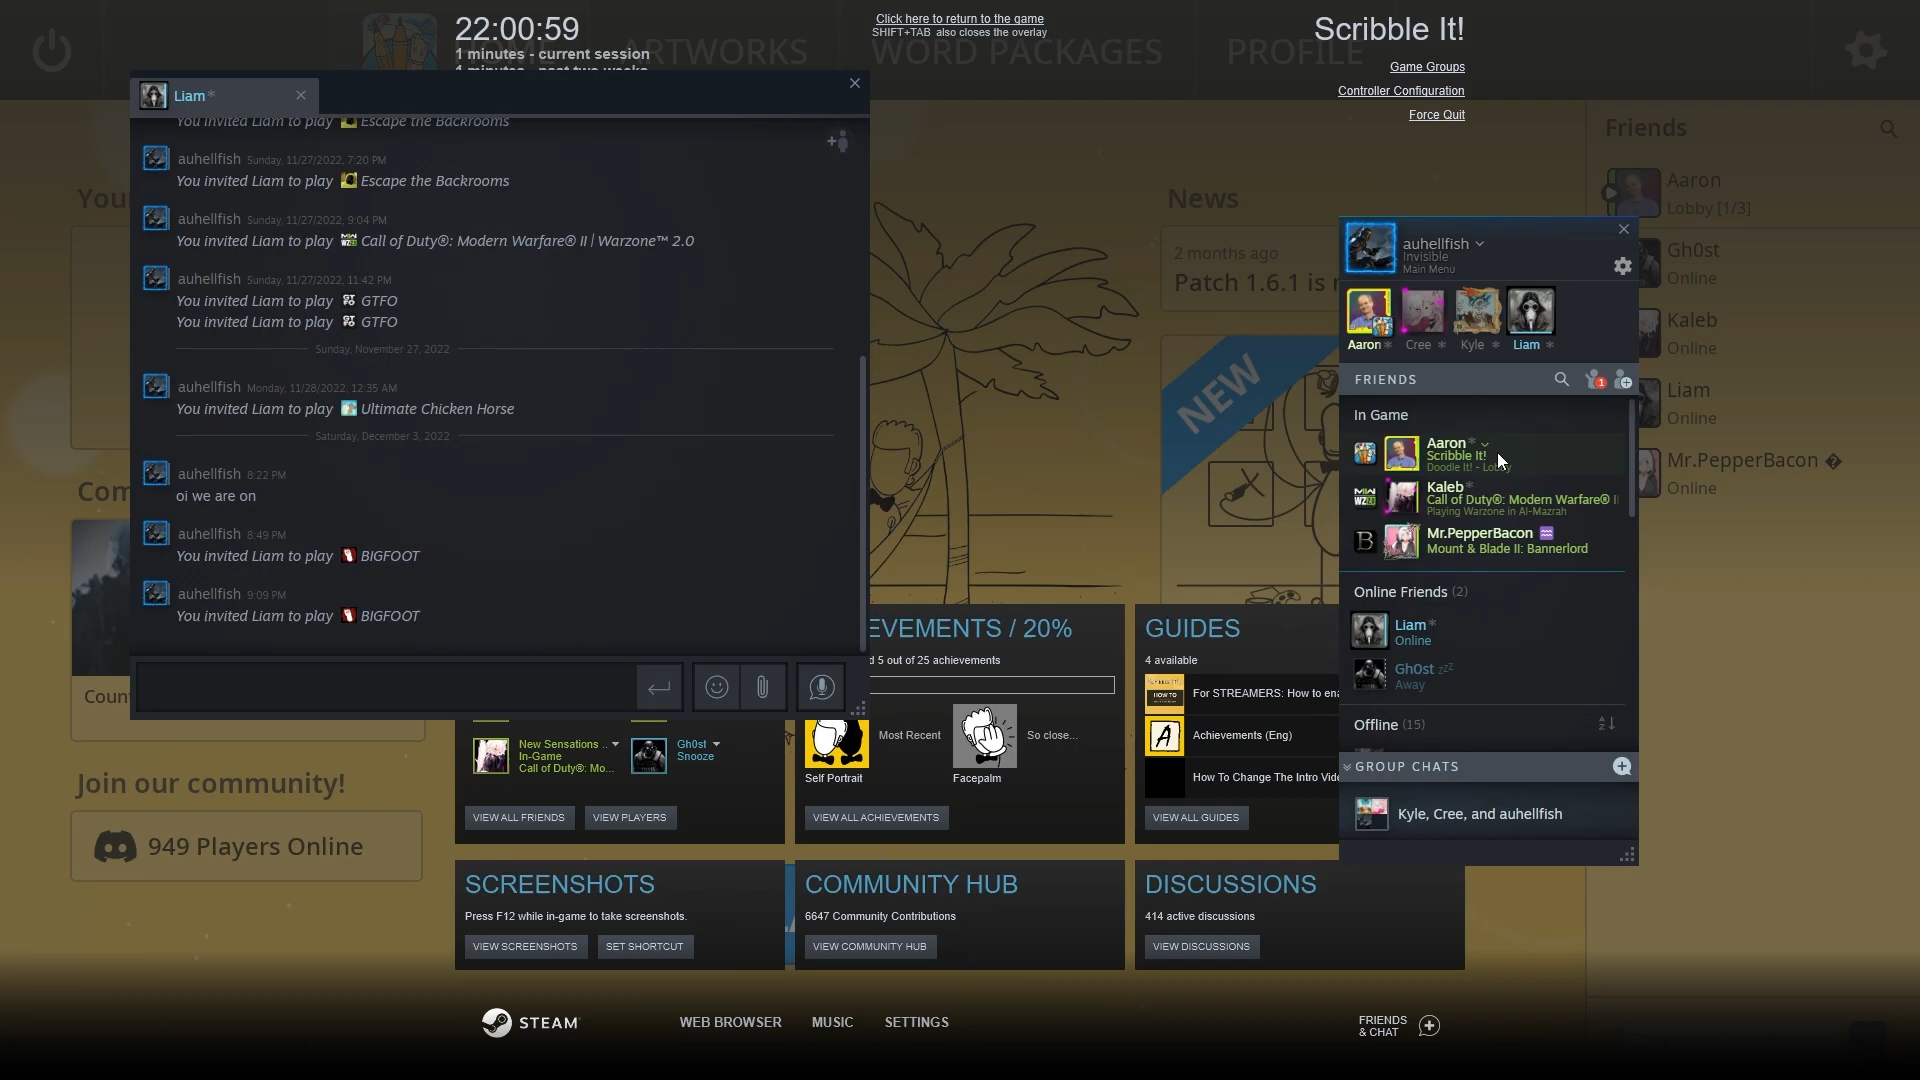 22:00:59
1 minutes - current session
Click here to return to the game
SHIFT+TAB also closes the overlay
Scribble It!
Game Groups
Controller Configuration
Force Quit
ARTWORKS
WORD PACKAGES
PROFILE
Liam*
You invited Liam to play Escape the Backrooms
auhellfish Sunday, 11/27/2022, 7:20 PM
You invited Liam to play Escape the Backrooms
auhellfish Sunday, 11/27/2022, 9:04 PM
You invited Liam to play Call of Duty®: Modern Warfare® II | Warzone™ 2.0
auhellfish Sunday, 11/27/2022, 11:42 PM
You invited Liam to play GTFO
You invited Liam to play GTFO
Sunday, November 27, 2022
auhellfish Monday, 11/28/2022, 12:35 AM
You invited Liam to play Ultimate Chicken Horse
Saturday, December 3, 2022
auhellfish 8:22 PM
oi we are on
auhellfish 8:49 PM
You invited Liam to play BIGFOOT
auhellfish 9:09 PM
You invited Liam to play BIGFOOT
News
2 months ago
Patch 1.6.1 is
NEW
Friends
Aaron
Lobby [1/3]
Gh0st
Online
Kaleb
Online
Liam
Online
Mr.PepperBacon �
Online
auhellfish
Invisible
Main Menu
Aaron* Cree * Kyle * Liam *
FRIENDS
1
In Game
Aaron*
Scribble It!
Doodle It! - Lobby
Kaleb*
Call of Duty®: Modern Warfare® I
Playing Warzone in Al-Mazrah
Mr.PepperBacon ♒
Mount & Blade II: Bannerlord
Online Friends (2)
Liam*
Online
Gh0st zzZ
Away
Offline (15)
GROUP CHATS
Kyle, Cree, and auhellfish
EVEMENTS / 20%
d 5 out of 25 achievements
Most Recent
So close...
Self Portrait
Facepalm
VIEW ALL ACHIEVEMENTS
GUIDES
4 available
For STREAMERS: How to ena
Achievements (Eng)
How To Change The Intro Vide
VIEW ALL GUIDES
New Sensations ..
In-Game
Call of Duty®: Mo...
Gh0st
Snooze
VIEW ALL FRIENDS
VIEW PLAYERS
You
Com
Coun
Join our community!
949 Players Online
SCREENSHOTS
Press F12 while in-game to take screenshots.
VIEW SCREENSHOTS
SET SHORTCUT
COMMUNITY HUB
6647 Community Contributions
VIEW COMMUNITY HUB
DISCUSSIONS
414 active discussions
VIEW DISCUSSIONS
STEAM
WEB BROWSER
MUSIC
SETTINGS
FRIENDS
& CHAT